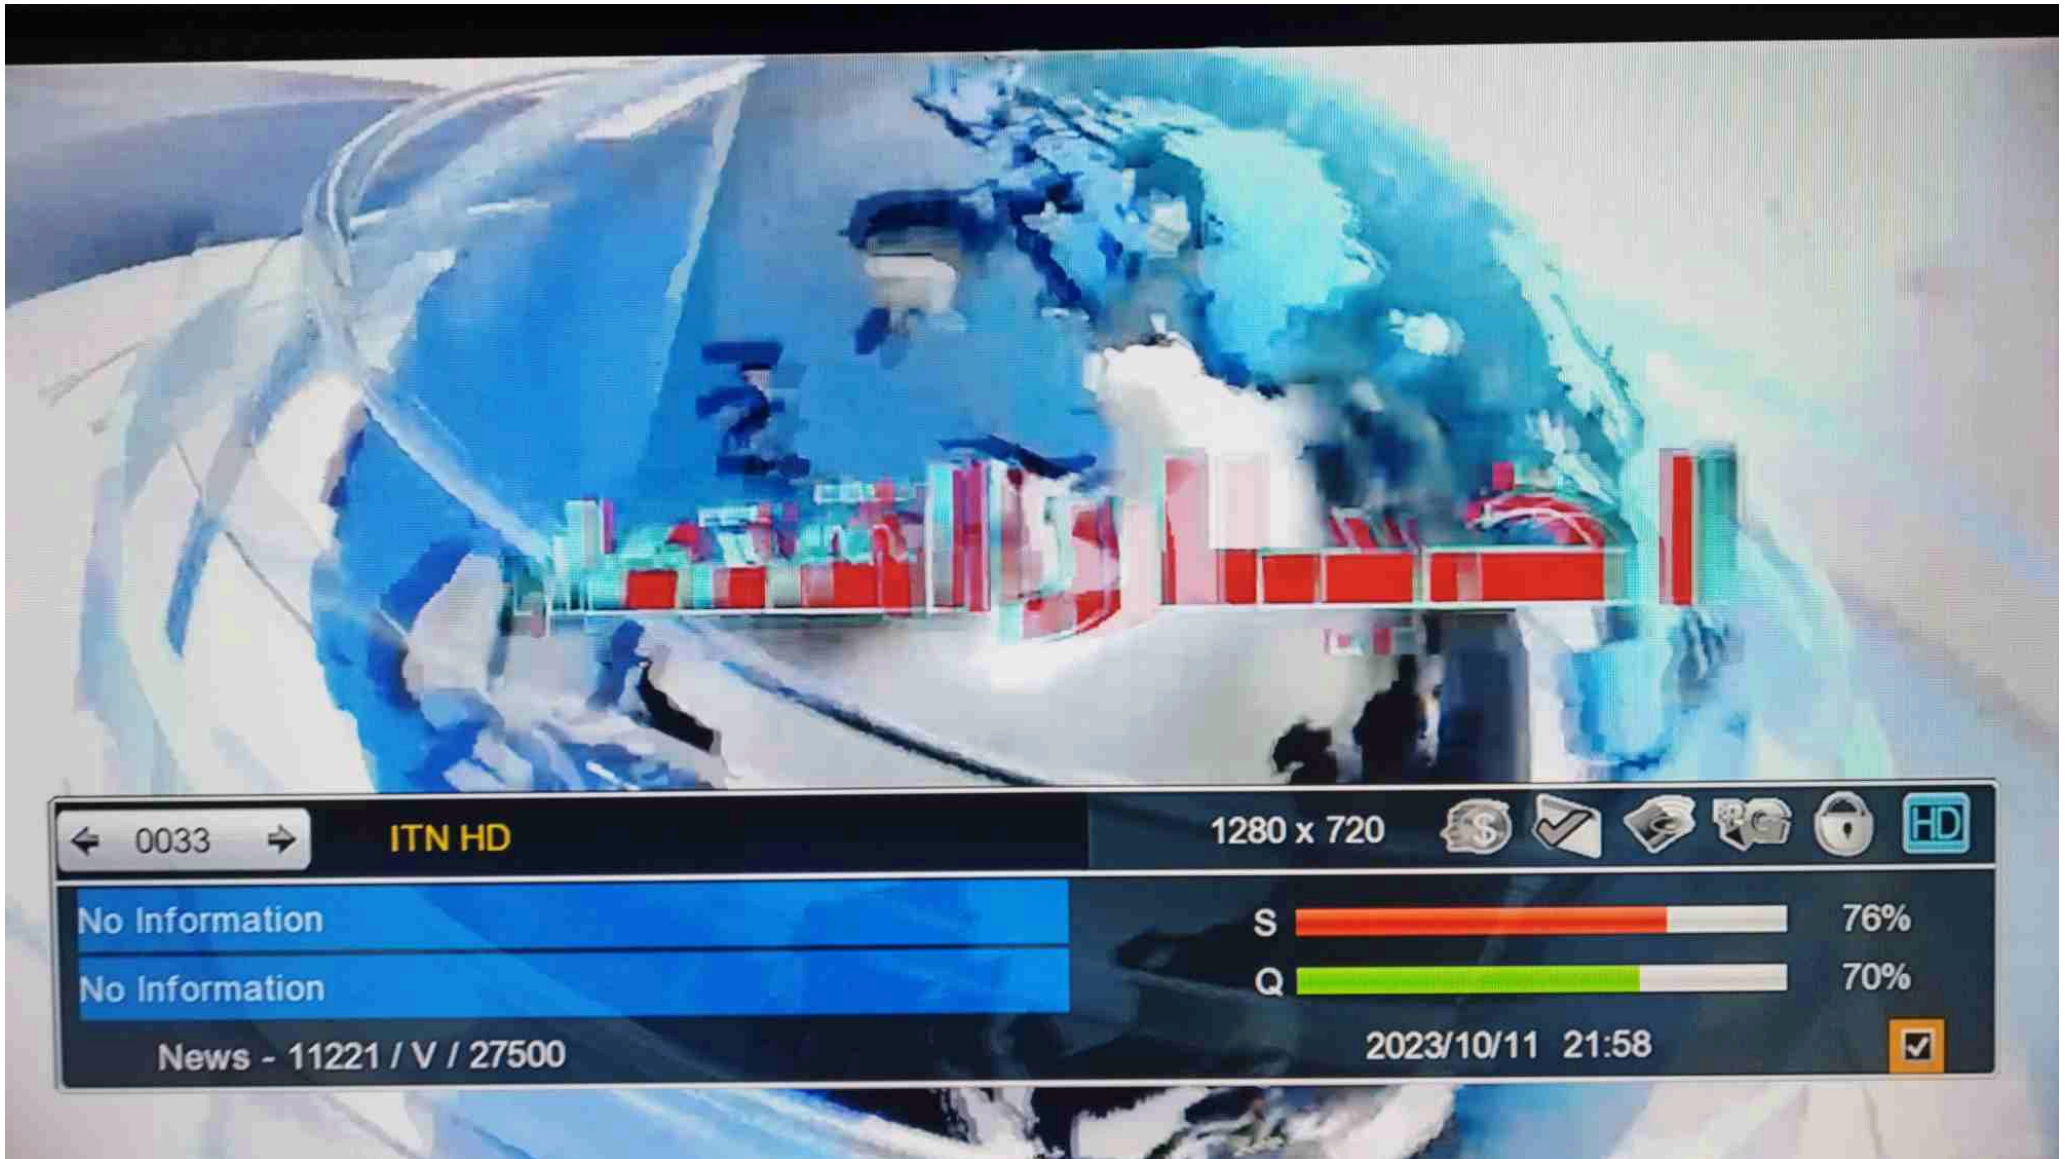 0033
ITN HD
1280 x 720
HD
No Information
S 76%
No Information
Q 70%
News - 11221 / V / 27500
2023/10/11 21:58